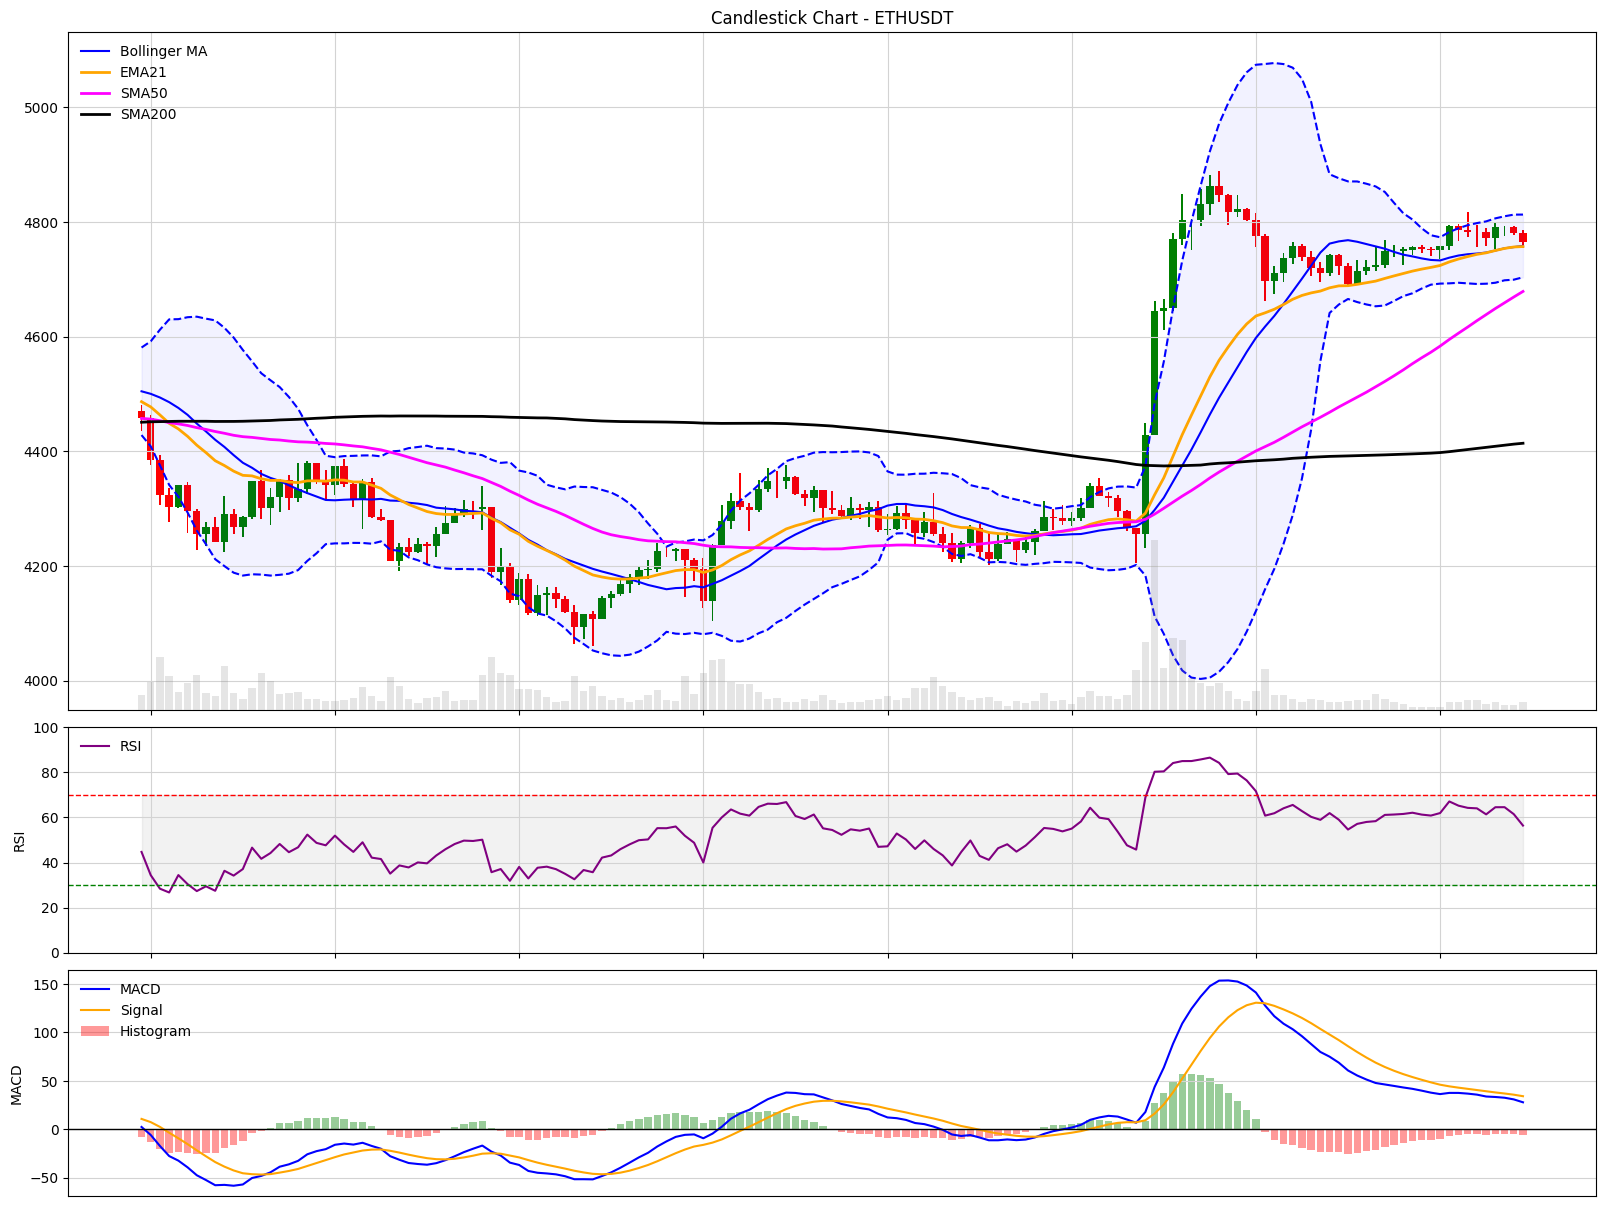 Candlestick Chart - ETHUSDT
Bollinger MA
EMA21
SMA50
SMA200
5000
4800
4600
4400
4200
4000
RSI
100
80
60
40
20
0
RSI
MACD
Signal
Histogram
150
100
50
0
−50
MACD